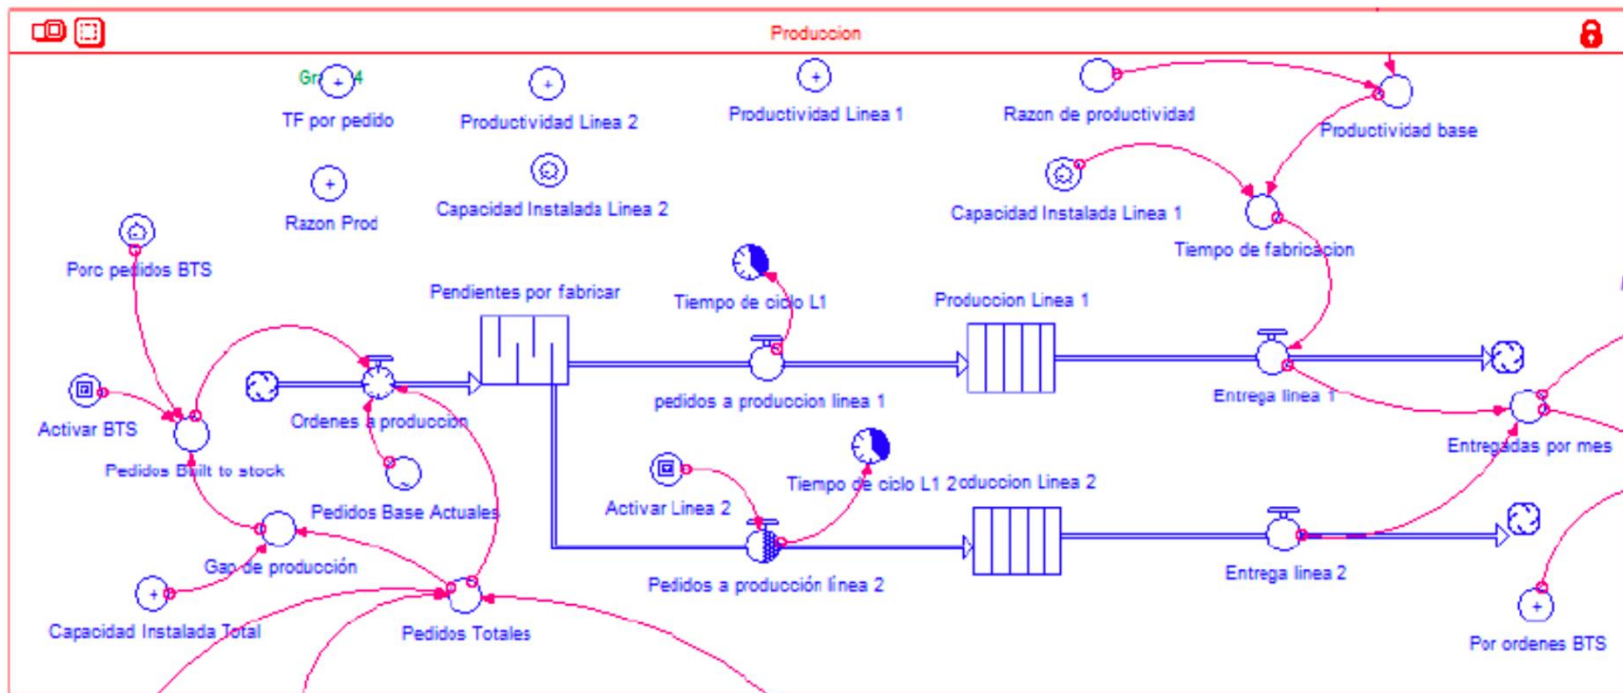 Produccion
TF por pedido
Productividad Linea 2
Productividad Linea 1
Razon de productividad
Productividad base
Razon Prod
Capacidad Instalada Linea 2
Capacidad Instalada Linea 1
Tiempo de fabricacion
Porc pedidos BTS
Pendientes por fabricar
Tiempo de ciclo L1
Produccion Linea 1
Activar BTS
Ordenes a produccion
pedidos a produccion linea 1
Entrega linea 1
Entregadas por mes
Pedidos Built to stock
Pedidos Base Actuales
Activar Linea 2
Tiempo de ciclo L1 2
oduccion Linea 2
Gap de producción
Pedidos a producción línea 2
Entrega linea 2
Capacidad Instalada Total
Pedidos Totales
Por ordenes BTS